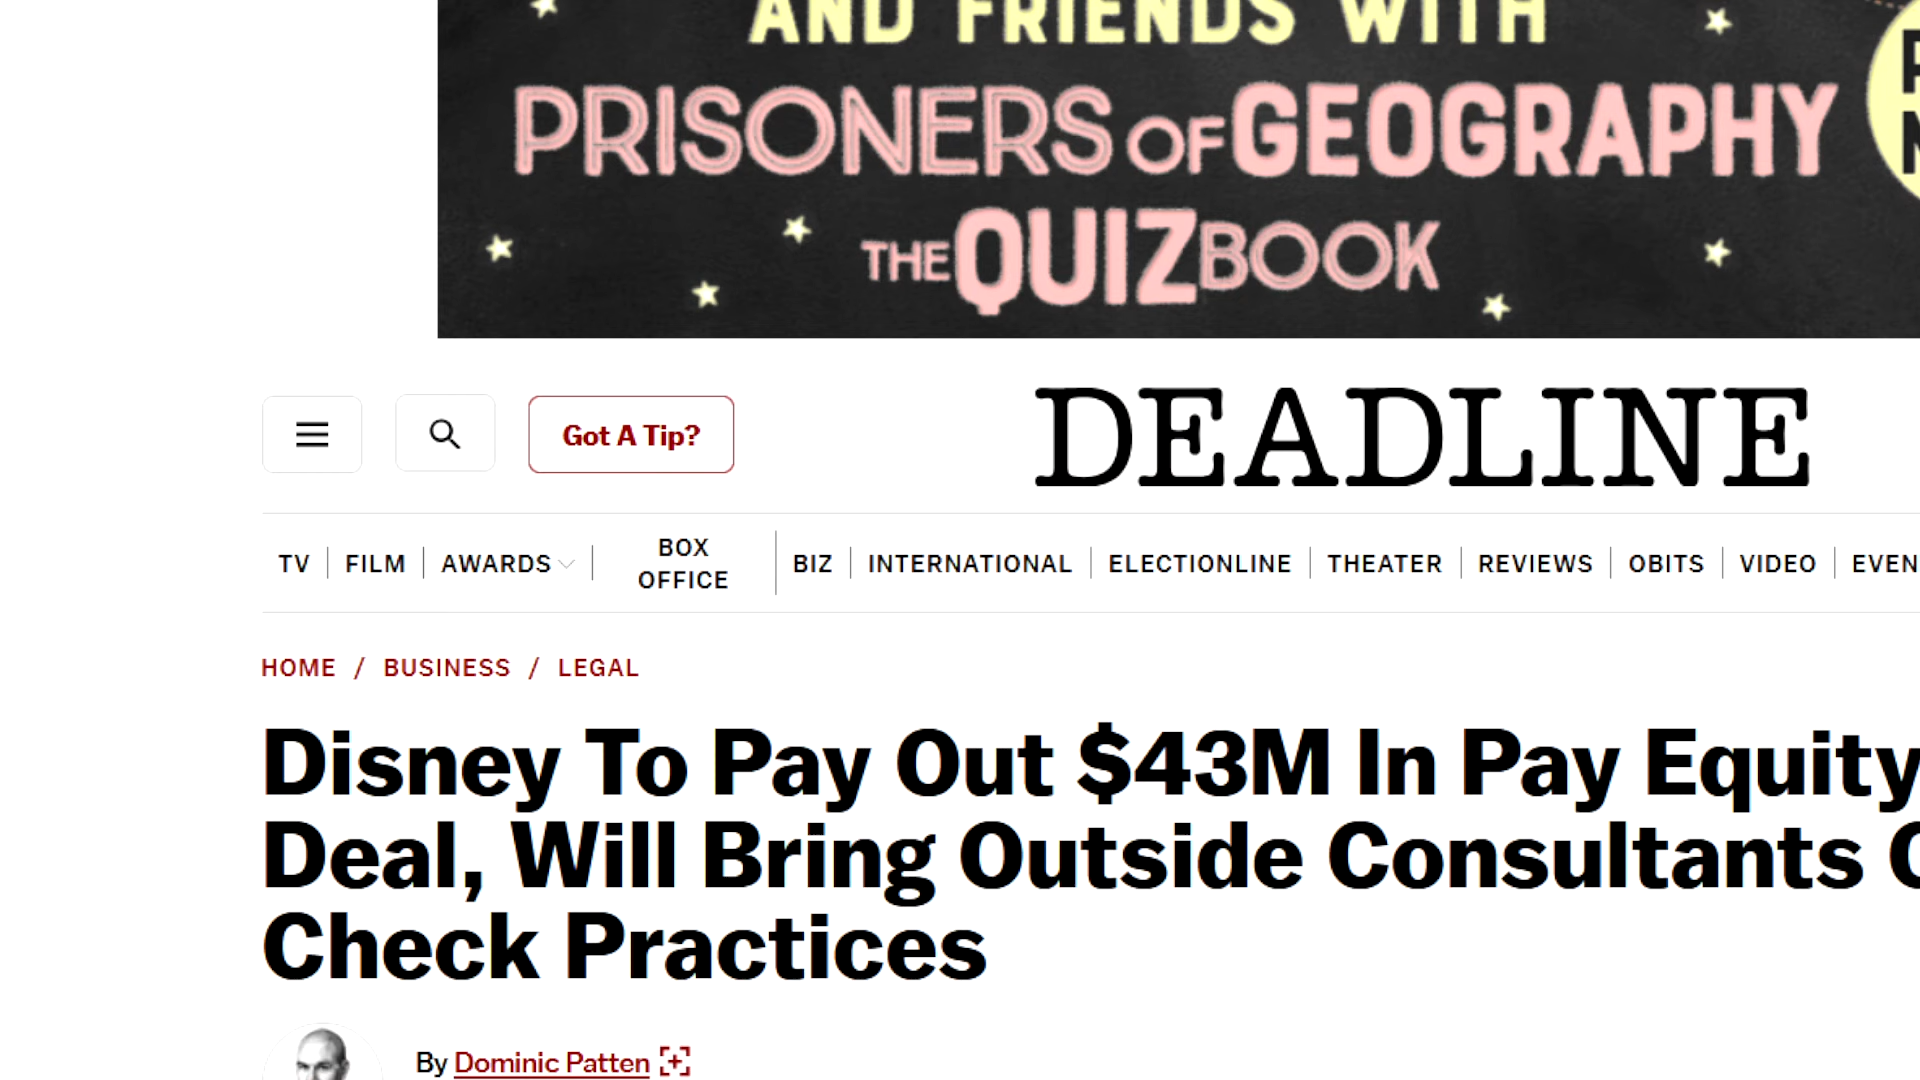 AND FRIENDS WITH
PRISONERS OF GEOGRAPHY
THE QUIZ BOOK
Got A Tip?
DEADLINE
TV FILM AWARDS BOX OFFICE BIZ INTERNATIONAL ELECTIONLINE THEATER REVIEWS OBITS VIDEO EVEN
HOME / BUSINESS / LEGAL
Disney To Pay Out $43M In Pay Equity
Deal, Will Bring Outside Consultants
Check Practices
By Dominic Patten